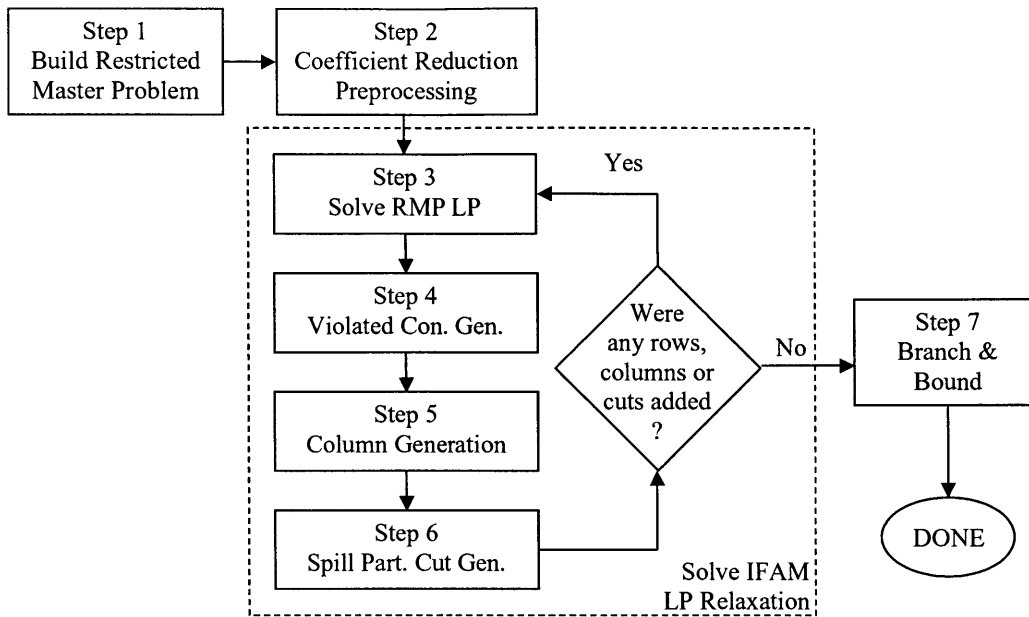 Step 1
Build Restricted
Master Problem
Step 2
Coefficient Reduction
Preprocessing
Step 3
Solve RMP LP
Yes
Step 4
Violated Con. Gen.
Were
any rows,
columns or
cuts added
?
No
Step 7
Branch &
Bound
Step 5
Column Generation
Step 6
Spill Part. Cut Gen.
DONE
Solve IFAM
LP Relaxation